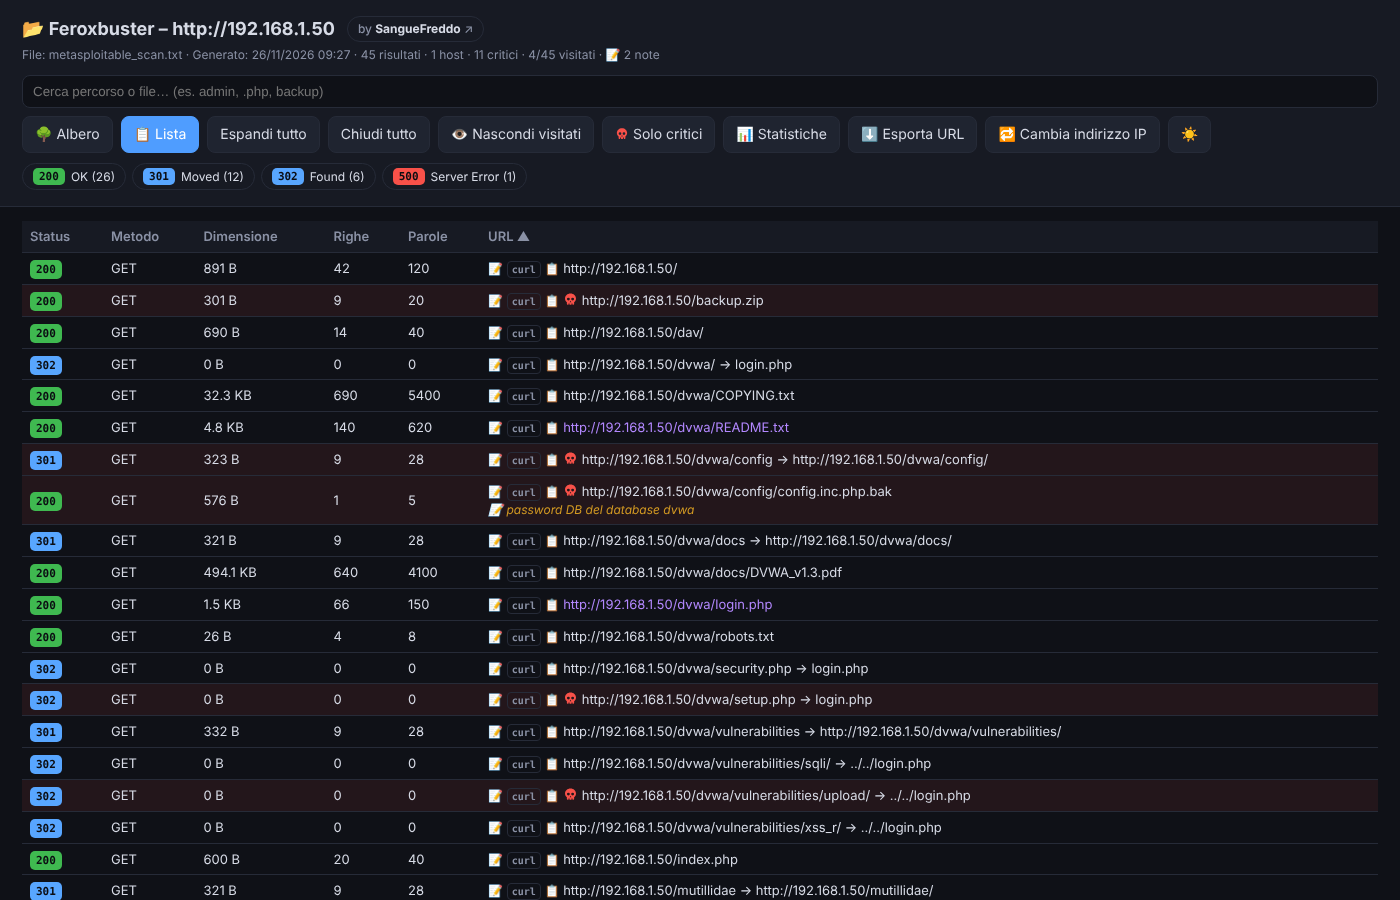 📂 Feroxbuster – http://192.168.1.50 by SangueFreddo ↗
File: metasploitable_scan.txt · Generato: 26/11/2026 09:27 · 45 risultati · 1 host · 11 critici · 4/45 visitati · 📝 2 note
Cerca percorso o file… (es. admin, .php, backup)
🌳 Albero 📋 Lista Espandi tutto Chiudi tutto 👁️ Nascondi visitati 💀 Solo critici 📊 Statistiche ⬇️ Esporta URL 🔁 Cambia indirizzo IP ☀️
200 OK (26) 301 Moved (12) 302 Found (6) 500 Server Error (1)
Status Metodo Dimensione Righe Parole URL ▲
200 GET 891 B 42 120 📝 curl 📋 http://192.168.1.50/
200 GET 301 B 9 20 📝 curl 📋 💀 http://192.168.1.50/backup.zip
200 GET 690 B 14 40 📝 curl 📋 http://192.168.1.50/dav/
302 GET 0 B 0 0 📝 curl 📋 http://192.168.1.50/dvwa/ → login.php
200 GET 32.3 KB 690 5400 📝 curl 📋 http://192.168.1.50/dvwa/COPYING.txt
200 GET 4.8 KB 140 620 📝 curl 📋 http://192.168.1.50/dvwa/README.txt
301 GET 323 B 9 28 📝 curl 📋 💀 http://192.168.1.50/dvwa/config → http://192.168.1.50/dvwa/config/
200 GET 576 B 1 5 📝 curl 📋 💀 http://192.168.1.50/dvwa/config/config.inc.php.bak
📝 password DB del database dvwa
301 GET 321 B 9 28 📝 curl 📋 http://192.168.1.50/dvwa/docs → http://192.168.1.50/dvwa/docs/
200 GET 494.1 KB 640 4100 📝 curl 📋 http://192.168.1.50/dvwa/docs/DVWA_v1.3.pdf
200 GET 1.5 KB 66 150 📝 curl 📋 http://192.168.1.50/dvwa/login.php
200 GET 26 B 4 8 📝 curl 📋 http://192.168.1.50/dvwa/robots.txt
302 GET 0 B 0 0 📝 curl 📋 http://192.168.1.50/dvwa/security.php → login.php
302 GET 0 B 0 0 📝 curl 📋 💀 http://192.168.1.50/dvwa/setup.php → login.php
301 GET 332 B 9 28 📝 curl 📋 http://192.168.1.50/dvwa/vulnerabilities → http://192.168.1.50/dvwa/vulnerabilities/
302 GET 0 B 0 0 📝 curl 📋 http://192.168.1.50/dvwa/vulnerabilities/sqli/ → ../../login.php
302 GET 0 B 0 0 📝 curl 📋 💀 http://192.168.1.50/dvwa/vulnerabilities/upload/ → ../../login.php
302 GET 0 B 0 0 📝 curl 📋 http://192.168.1.50/dvwa/vulnerabilities/xss_r/ → ../../login.php
200 GET 600 B 20 40 📝 curl 📋 http://192.168.1.50/index.php
301 GET 321 B 9 28 📝 curl 📋 http://192.168.1.50/mutillidae → http://192.168.1.50/mutillidae/